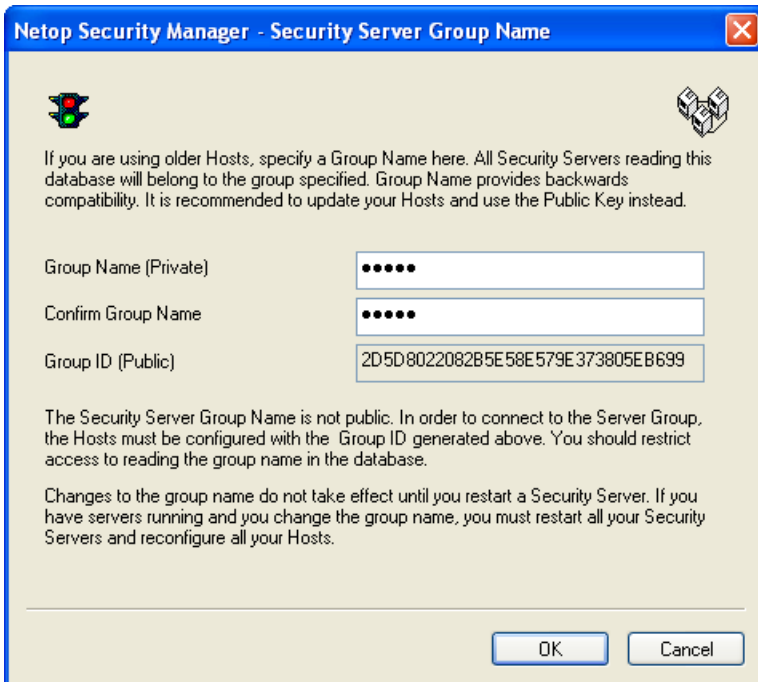 Netop Security Manager - Security Server Group Name
If you are using older Hosts, specify a Group Name here. All Security Servers reading this
database will belong to the group specified. Group Name provides backwards
compatibility. It is recommended to update your Hosts and use the Public Key instead.
Group Name (Private)
•••••
Confirm Group Name
•••••
Group ID (Public)
2D5D8022082B5E58E579E373805EB699
The Security Server Group Name is not public. In order to connect to the Server Group,
the Hosts must be configured with the Group ID generated above. You should restrict
access to reading the group name in the database.
Changes to the group name do not take effect until you restart a Security Server. If you
have servers running and you change the group name, you must restart all your Security
Servers and reconfigure all your Hosts.
OK
Cancel